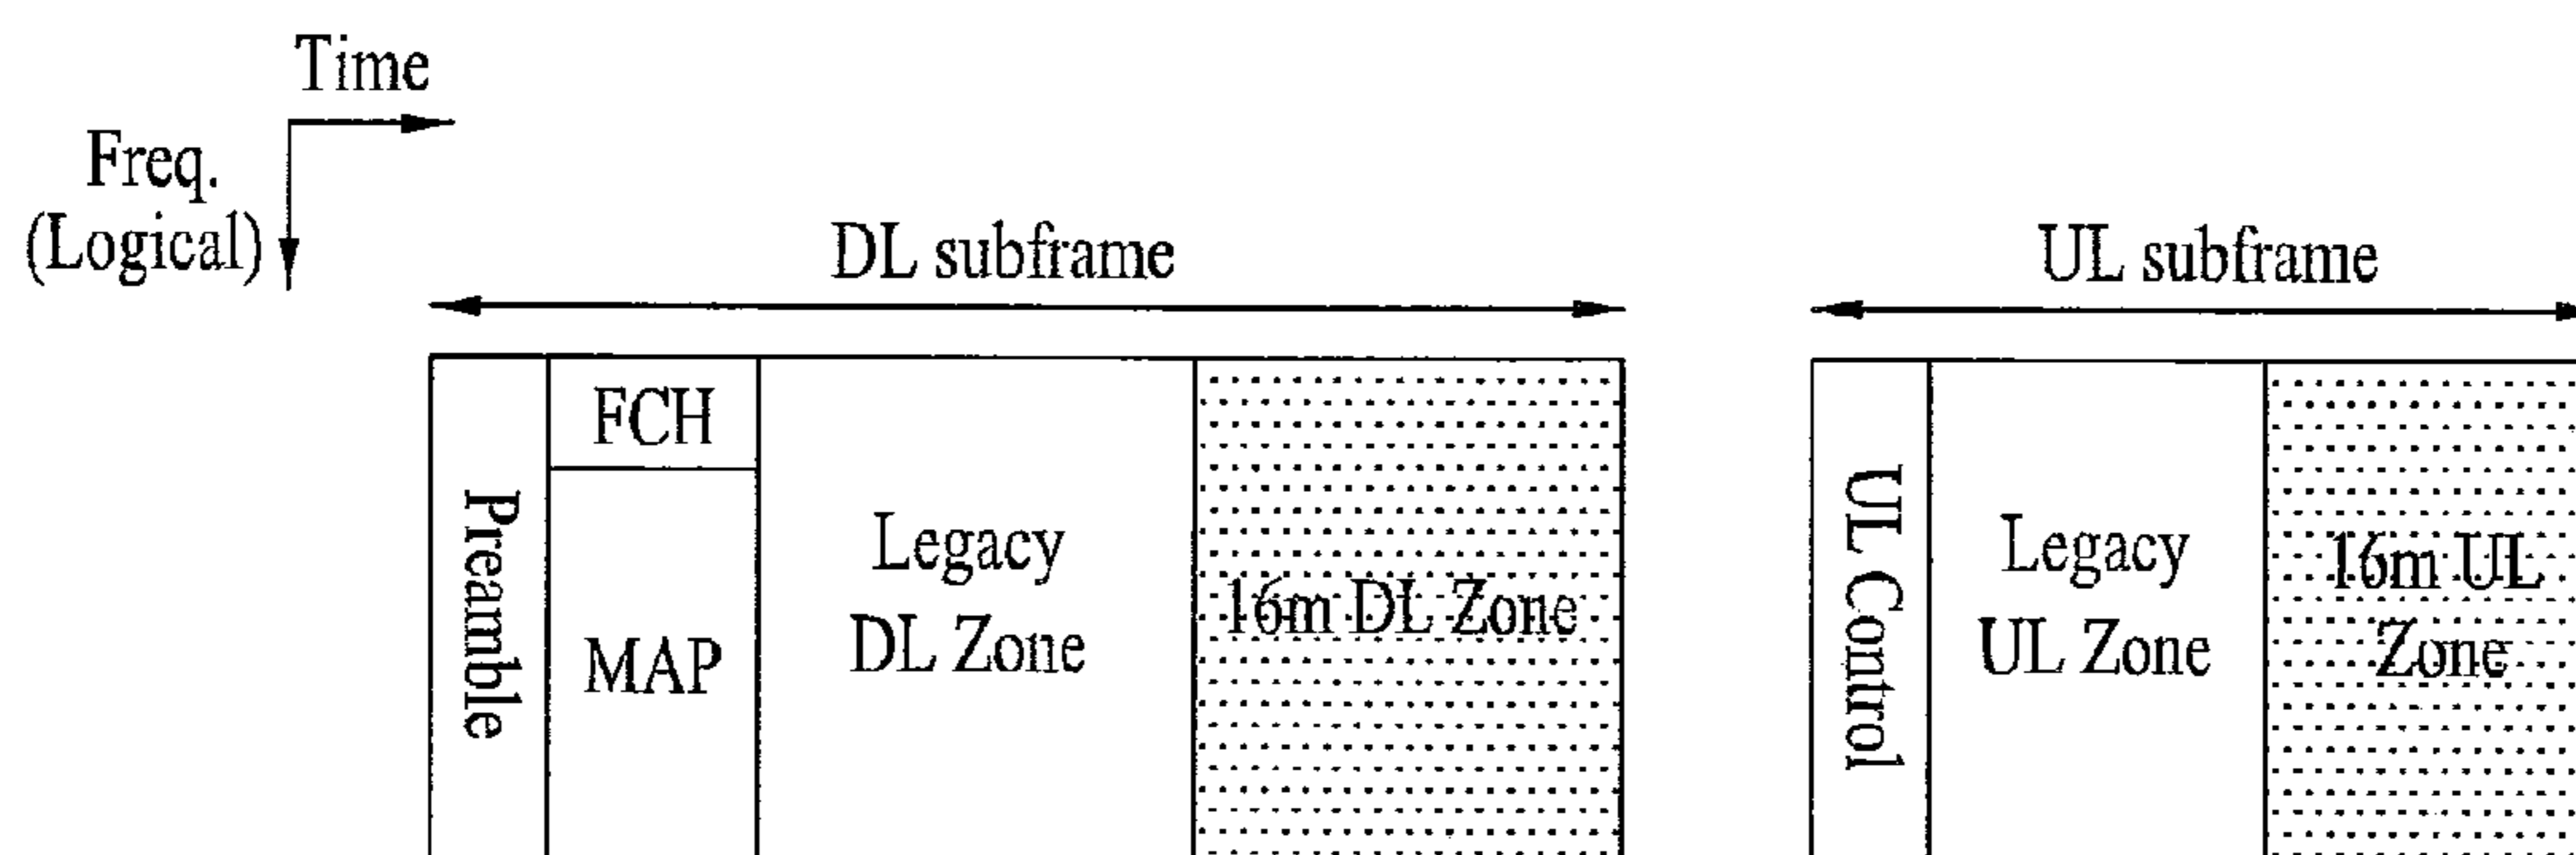 Time
Freq.
(Logical)
DL subframe
UL subframe
Preamble
FCH
MAP
Legacy
DL Zone
16m DL Zone
UL Control
Legacy
UL Zone
16m UL
Zone